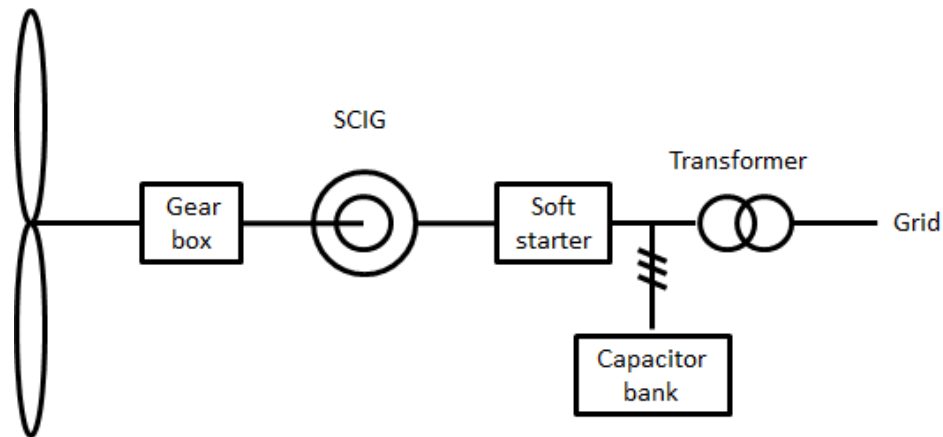 SCIG
Transformer
Gear
box
Soft
starter
Grid
Capacitor
bank